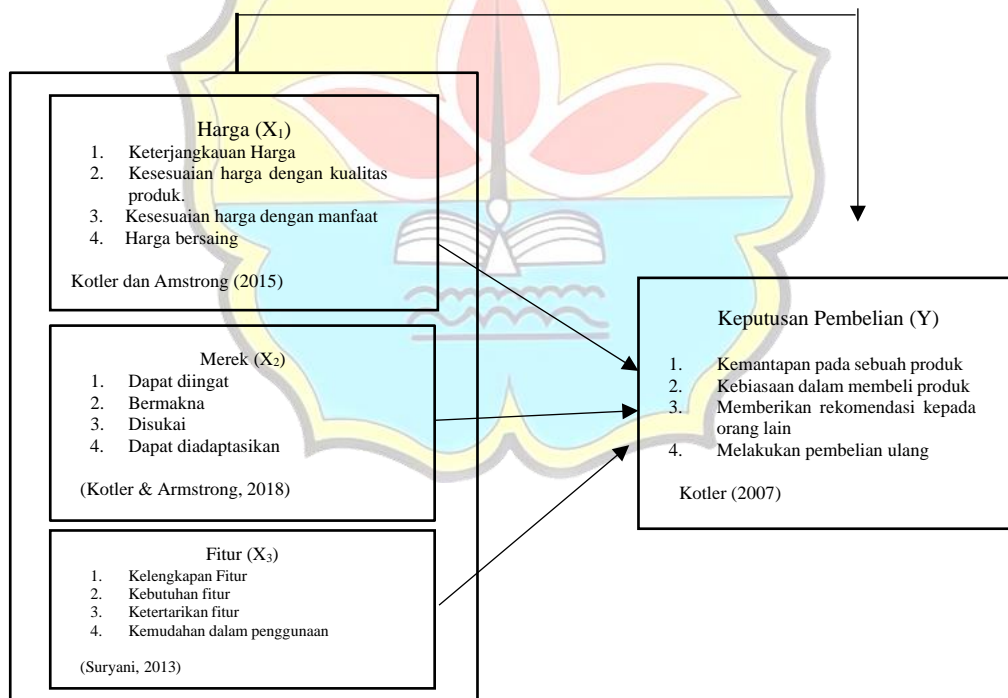 Harga (X₁)
1. Keterjangkauan Harga
2. Kesesuaian harga dengan kualitas
produk.
3. Kesesuaian harga dengan manfaat
4. Harga bersaing
Kotler dan Amstrong (2015)
Merek (X₂)
1. Dapat diingat
2. Bermakna
3. Disukai
4. Dapat diadaptasikan
(Kotler & Armstrong, 2018)
Fitur (X₃)
1. Kelengkapan Fitur
2. Kebutuhan fitur
3. Ketertarikan fitur
4. Kemudahan dalam penggunaan
(Suryani, 2013)
Keputusan Pembelian (Y)
1. Kemantapan pada sebuah produk
2. Kebiasaan dalam membeli produk
3. Memberikan rekomendasi kepada
orang lain
4. Melakukan pembelian ulang
Kotler (2007)